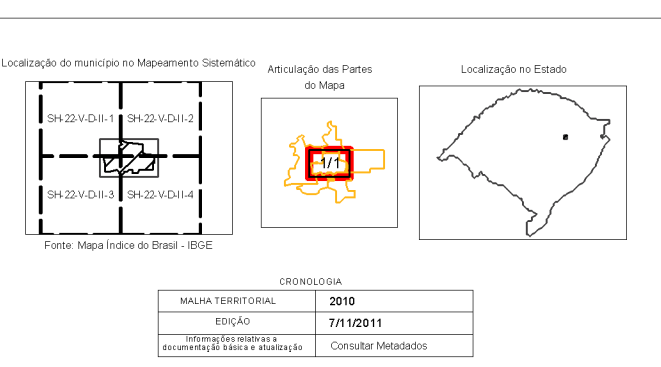 Localização do município no Mapeamento Sistemático
Articulação das Partes
do Mapa
Localização no Estado
SH-22-V-D-II-1
SH-22-V-D-II-2
SH-22-V-D-II-3
SH-22-V-D-II-4
1/1
Fonte: Mapa Índice do Brasil - IBGE
CRONOLOGIA
MALHA TERRITORIAL 2010
EDIÇÃO 7/11/2011
Informações relativas a
documentação básica e atualização
Consultar Metadados